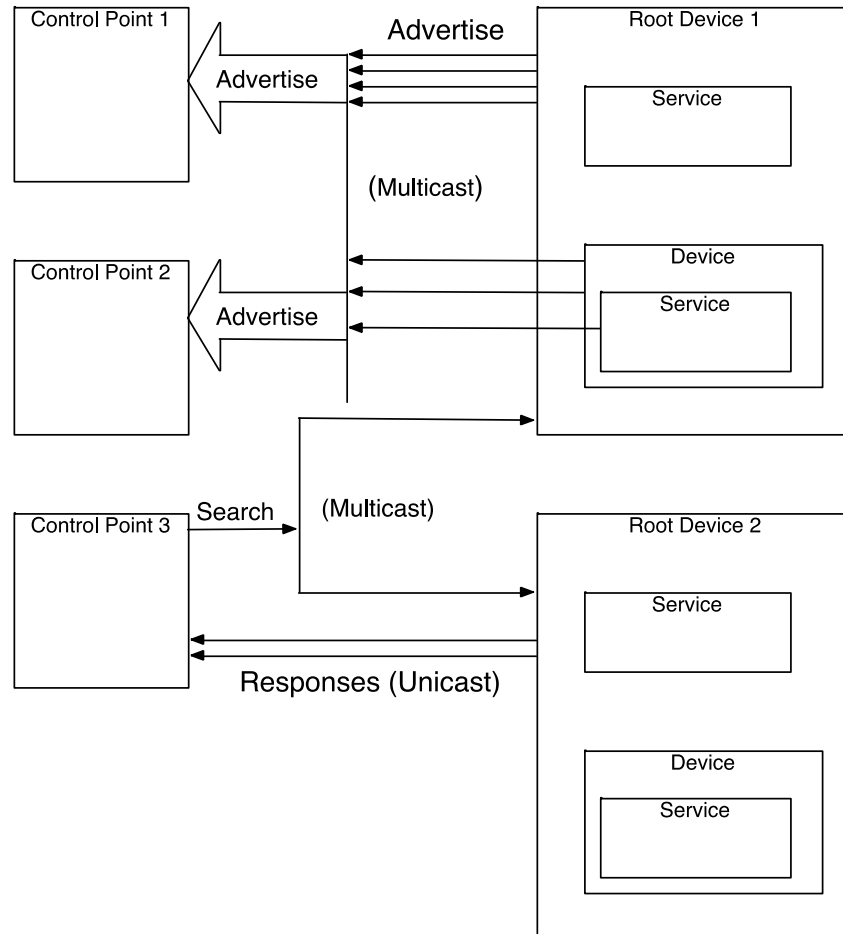 Control Point 1
Advertise
Root Device 1
Advertise
Service
(Multicast)
Control Point 2
Device
Advertise
Service
Control Point 3
Search
(Multicast)
Root Device 2
Service
Responses (Unicast)
Device
Service